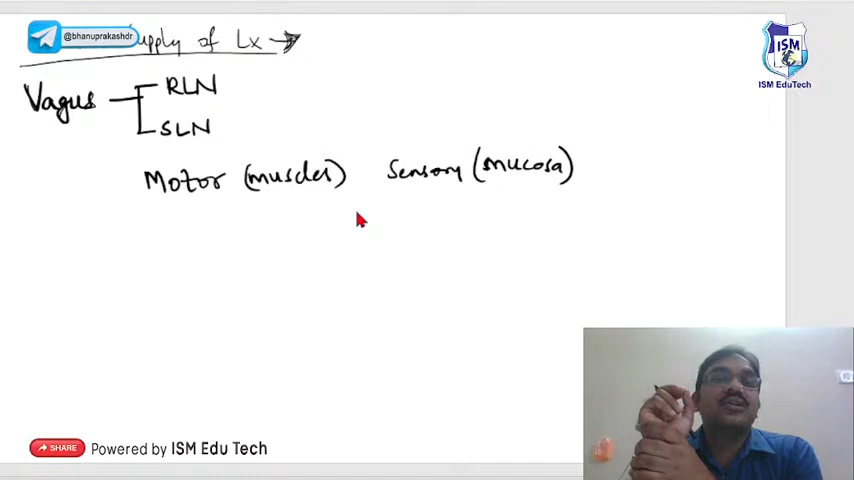 @bhanuprakashdr
upply of Lx →
ISM
ISM EduTech
Vagus
RLN
SLN
Motor (muscles) Sensory (mucosa)
SHARE Powered by ISM Edu Tech